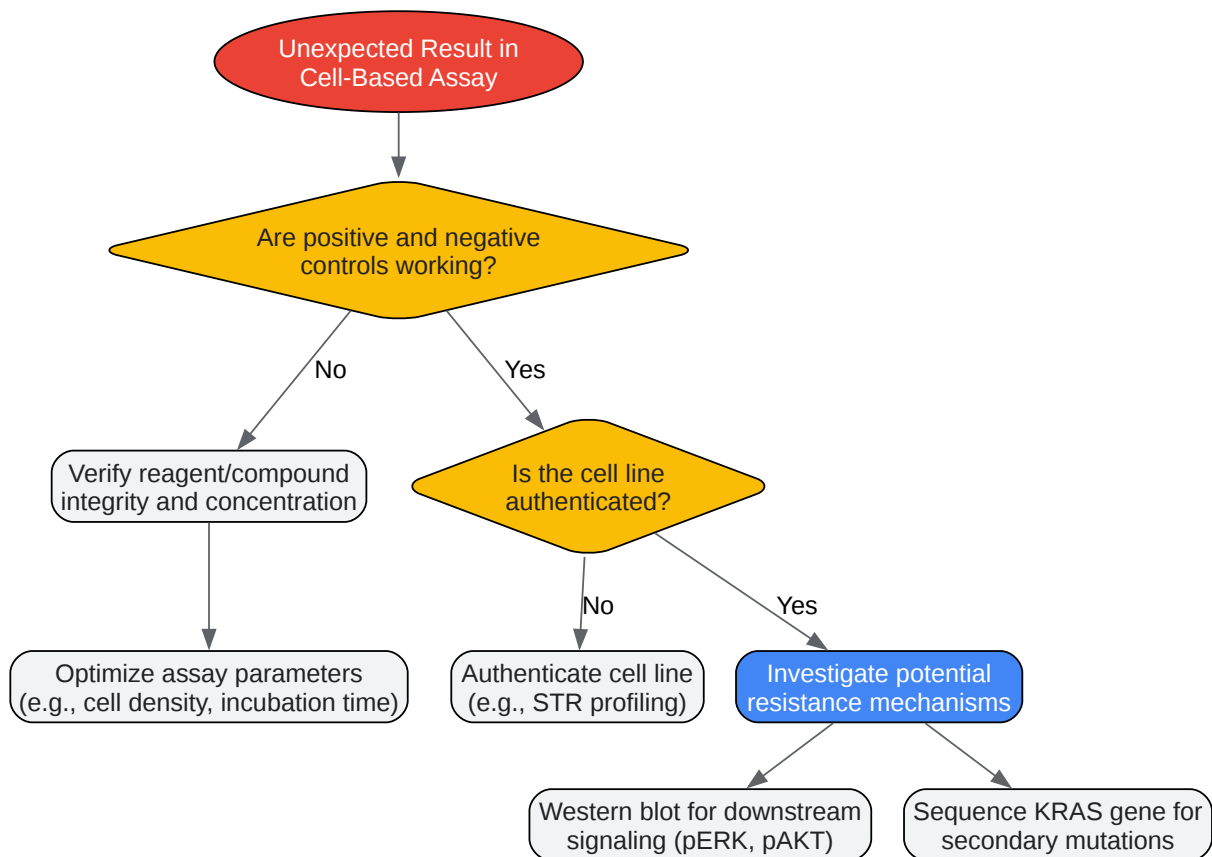 Unexpected Result in
Cell-Based Assay
Are positive and negative
controls working?
No
Yes
Verify reagent/compound
integrity and concentration
Is the cell line
authenticated?
No
Yes
Optimize assay parameters
(e.g., cell density, incubation time)
Authenticate cell line
(e.g., STR profiling)
Investigate potential
resistance mechanisms
Western blot for downstream
signaling (pERK, pAKT)
Sequence KRAS gene for
secondary mutations